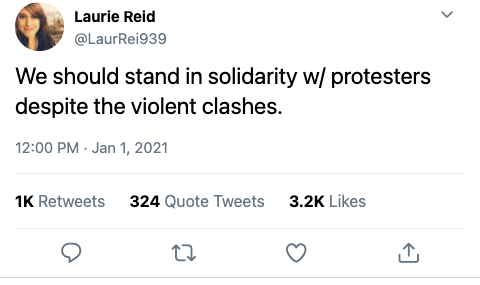 Laurie Reid
@LaurRei939
We should stand in solidarity w/ protesters
despite the violent clashes.
12:00 PM · Jan 1, 2021
1K Retweets 324 Quote Tweets 3.2K Likes